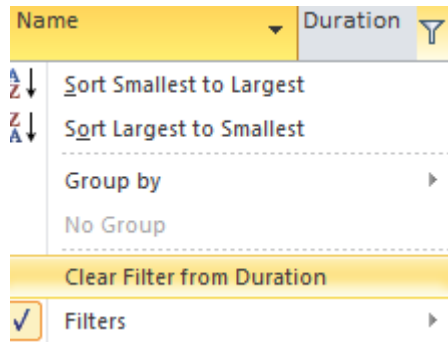 Name Duration
Sort Smallest to Largest
Sort Largest to Smallest
Group by
No Group
Clear Filter from Duration
Filters